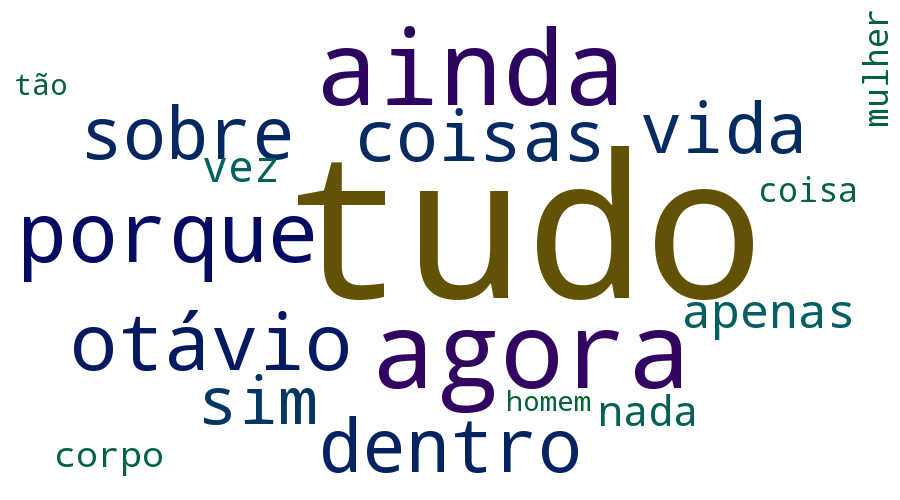 ainda
mulher
tão
sobre
coisas
vida
vez
tudo
coisa
porque
apenas
otávio
agora
sim
homem
nada
dentro
corpo